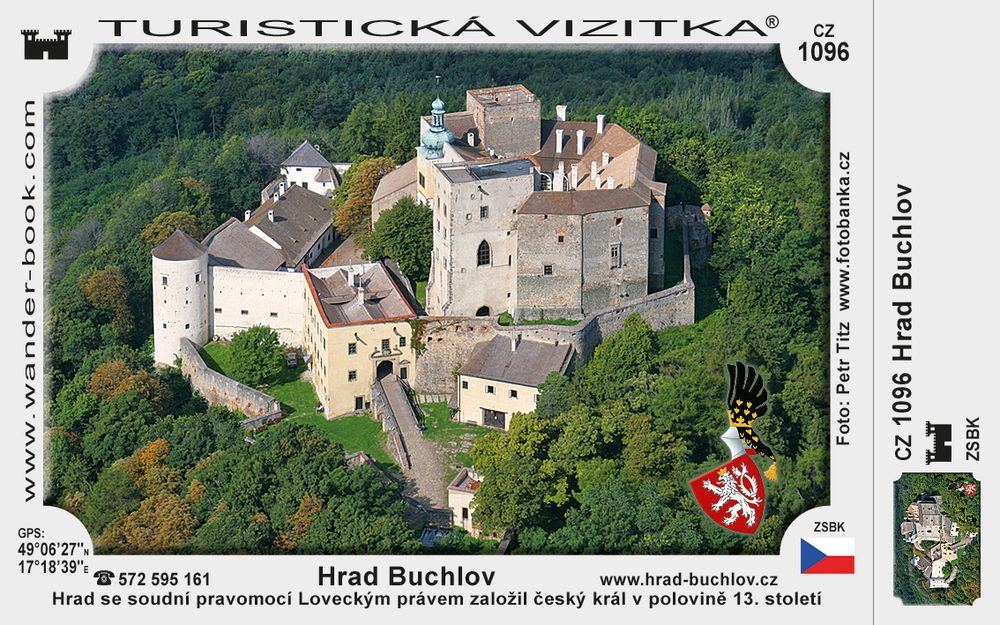 TURISTICKÁ VIZITKA®
CZ
1096
www.wander-book.com
Foto: Petr Titz www.fotobanka.cz
GPS:
49°06'27"N
17°18'39"E
☎572 595 161
Hrad Buchlov
www.hrad-buchlov.cz
ZSBK
Hrad se soudní pravomocí Loveckým právem založil český král v polovině 13. století
CZ 1096 Hrad Buchlov
ZSBK